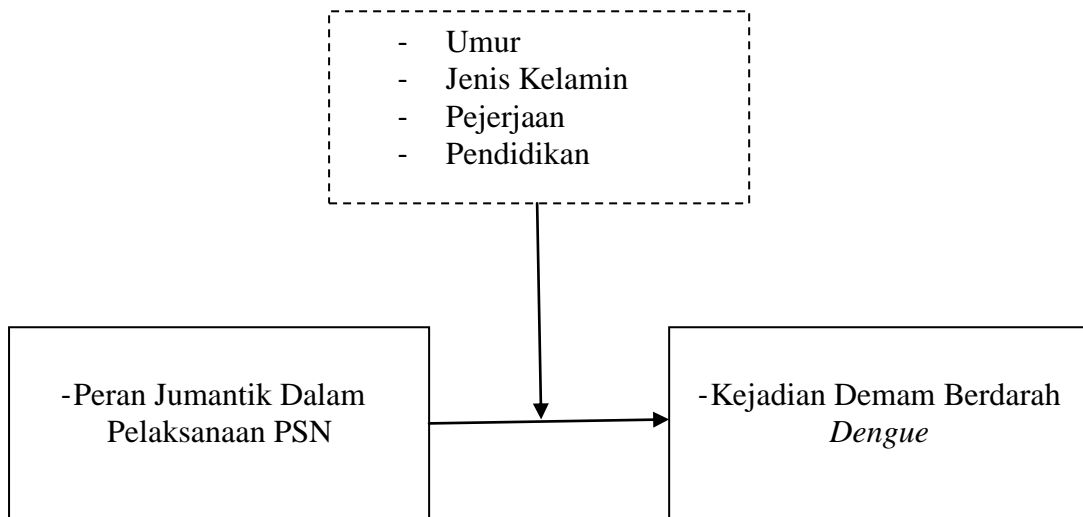 - Umur
- Jenis Kelamin
- Pejerjaan
- Pendidikan
-Peran Jumantik Dalam
Pelaksanaan PSN
-Kejadian Demam Berdarah
Dengue